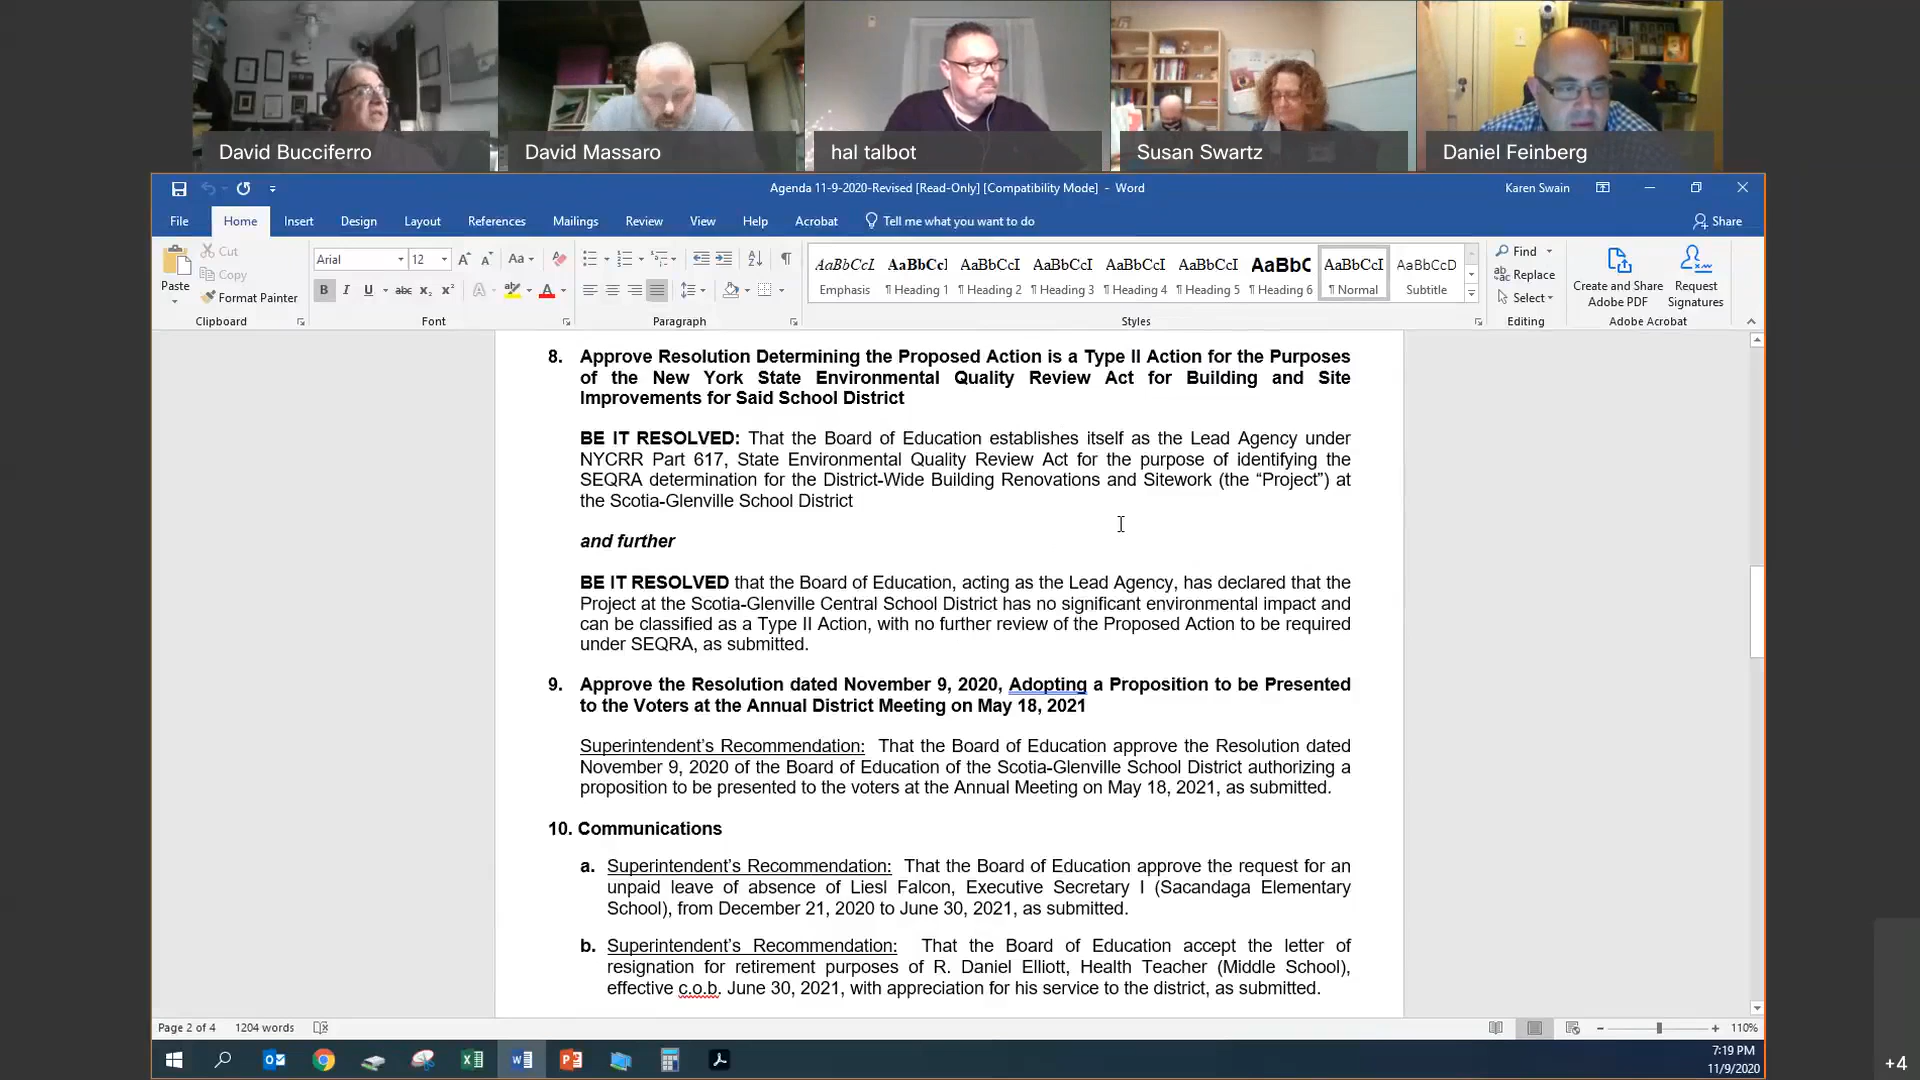 David Bucciferro
David Massaro
hal talbot
Susan Swartz
Daniel Feinberg
Agenda 11-9-2020-Revised [Read-Only] [Compatibility Mode] - Word
Karen Swain
File Home Insert Design Layout References Mailings Review View Help Acrobat Tell me what you want to do Share
Paste
Cut
Copy
Format Painter
Clipboard
Arial 12
Font
Paragraph
AaBbCcI AaBbCcI AaBbCcI AaBbCcI AaBbCcI AaBbCcI AaBbC AaBbCcI AaBbCcD
Emphasis ¶ Heading 1 ¶ Heading 2 ¶ Heading 3 ¶ Heading 4 ¶ Heading 5 ¶ Heading 6 ¶ Normal Subtitle
Styles
Find
Replace
Select
Editing
Create and Share Adobe PDF
Request Signatures
Adobe Acrobat
8. Approve Resolution Determining the Proposed Action is a Type II Action for the Purposes
of the New York State Environmental Quality Review Act for Building and Site
Improvements for Said School District
BE IT RESOLVED: That the Board of Education establishes itself as the Lead Agency under
NYCRR Part 617, State Environmental Quality Review Act for the purpose of identifying the
SEQRA determination for the District-Wide Building Renovations and Sitework (the “Project”) at
the Scotia-Glenville School District
and further
BE IT RESOLVED that the Board of Education, acting as the Lead Agency, has declared that the
Project at the Scotia-Glenville Central School District has no significant environmental impact and
can be classified as a Type II Action, with no further review of the Proposed Action to be required
under SEQRA, as submitted.
9. Approve the Resolution dated November 9, 2020, Adopting a Proposition to be Presented
to the Voters at the Annual District Meeting on May 18, 2021
Superintendent’s Recommendation: That the Board of Education approve the Resolution dated
November 9, 2020 of the Board of Education of the Scotia-Glenville School District authorizing a
proposition to be presented to the voters at the Annual Meeting on May 18, 2021, as submitted.
10. Communications
a. Superintendent’s Recommendation: That the Board of Education approve the request for an
unpaid leave of absence of Liesl Falcon, Executive Secretary I (Sacandaga Elementary
School), from December 21, 2020 to June 30, 2021, as submitted.
b. Superintendent’s Recommendation: That the Board of Education accept the letter of
resignation for retirement purposes of R. Daniel Elliott, Health Teacher (Middle School),
effective c.o.b. June 30, 2021, with appreciation for his service to the district, as submitted.
Page 2 of 4 1204 words
110%
7:19 PM
11/9/2020
+4